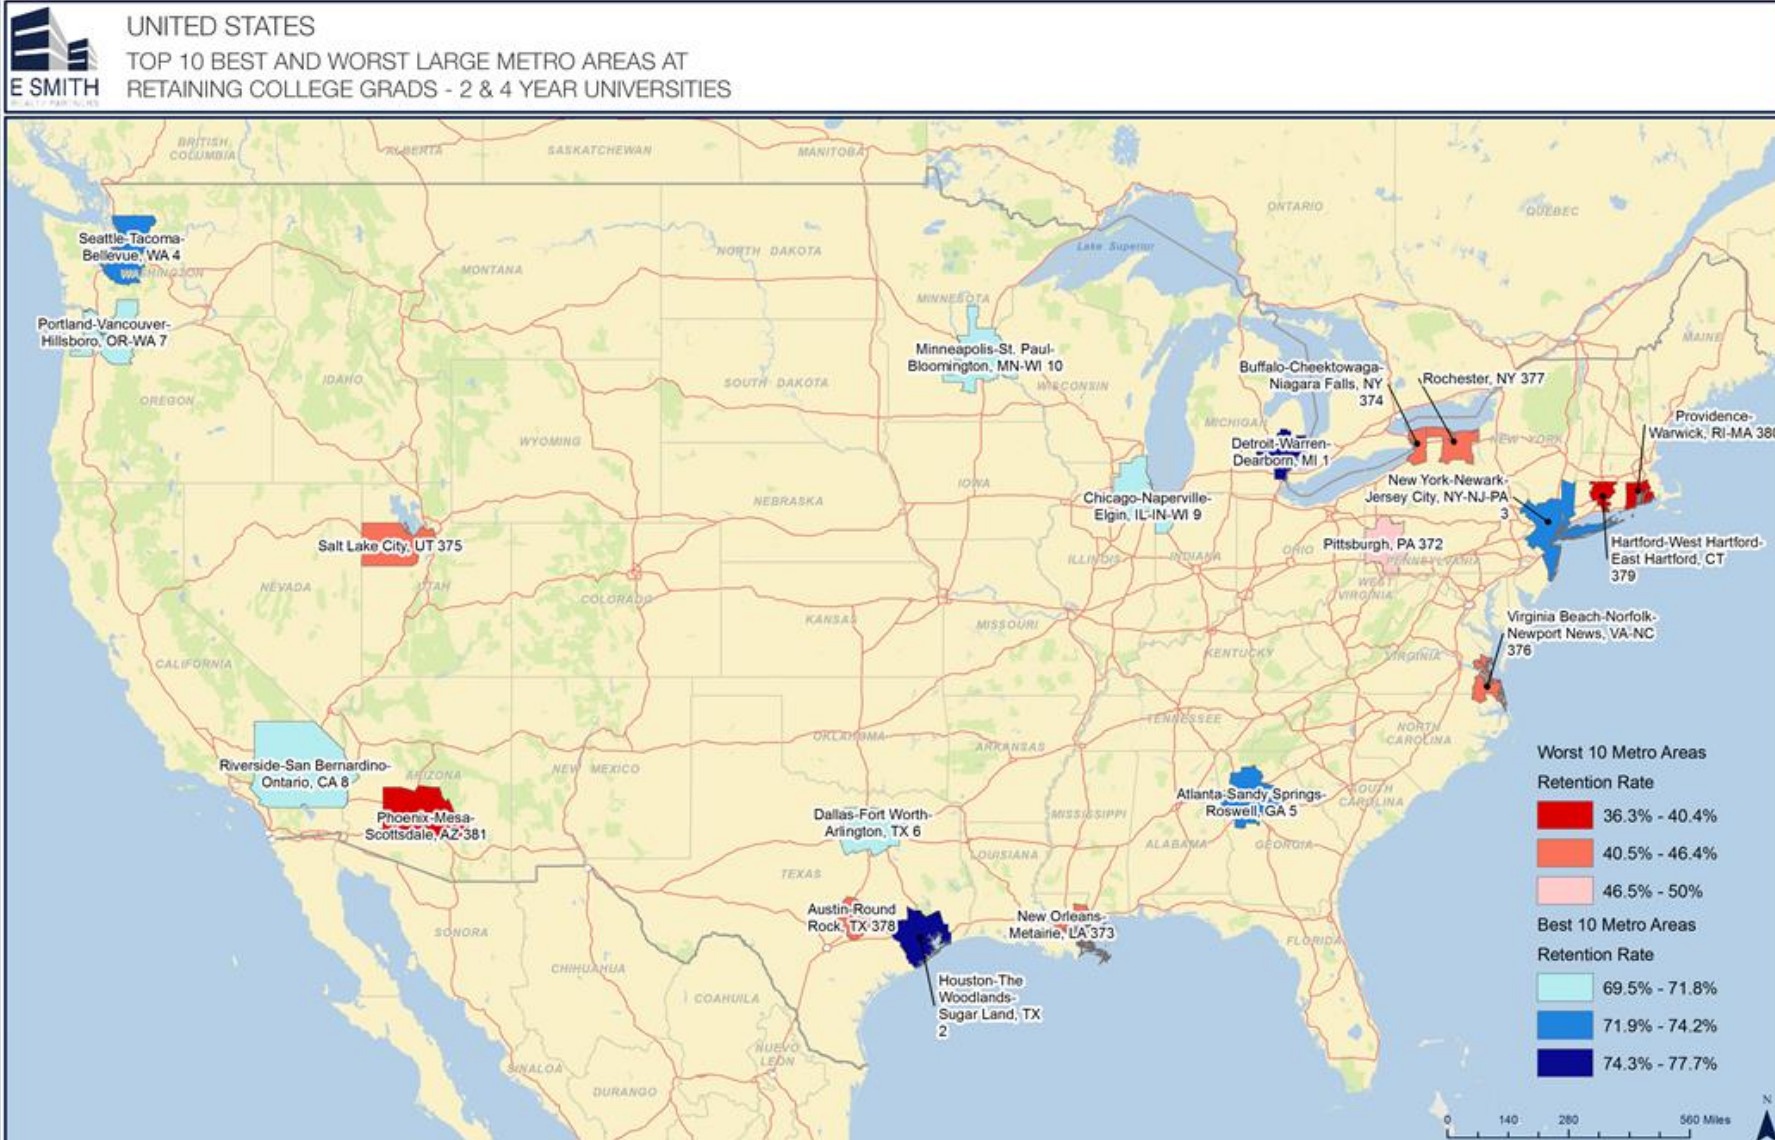 UNITED STATES
TOP 10 BEST AND WORST LARGE METRO AREAS AT
RETAINING COLLEGE GRADS - 2 & 4 YEAR UNIVERSITIES
E SMITH
REALTY PARTNERS
BRITISH
COLUMBIA
ALBERTA
SASKATCHEWAN
MANITOBA
ONTARIO
QUEBEC
Seattle-Tacoma-
Bellevue, WA 4
WASHINGTON
MONTANA
NORTH DAKOTA
Lake Superior
MINNESOTA
MAINE
Portland-Vancouver-
Hillsboro, OR-WA 7
Minneapolis-St. Paul-
Bloomington, MN-WI 10
WISCONSIN
IDAHO
OREGON
SOUTH DAKOTA
Buffalo-Cheektowaga-
Niagara Falls, NY
374
Rochester, NY 377
Providence-
Warwick, RI-MA 380
MICHIGAN
NEW YORK
WYOMING
Detroit-Warren-
Dearborn, MI 1
IOWA
NEBRASKA
Chicago-Naperville-
Elgin, IL-IN-WI 9
New York-Newark-
Jersey City, NY-NJ-PA
3
Salt Lake City, UT 375
Pittsburgh, PA 372
Hartford-West Hartford-
East Hartford, CT
379
ILLINOIS
INDIANA
OHIO
PENNSYLVANIA
NEVADA
UTAH
COLORADO
WEST
VIRGINIA
KANSAS
MISSOURI
Virginia Beach-Norfolk-
Newport News, VA-NC
376
KENTUCKY
VIRGINIA
CALIFORNIA
TENNESSEE
NORTH
CAROLINA
OKLAHOMA
ARKANSAS
Riverside-San Bernardino-
Ontario, CA 8
ARIZONA
NEW MEXICO
Phoenix-Mesa-
Scottsdale, AZ 381
Dallas-Fort Worth-
Arlington, TX 6
MISSISSIPPI
Atlanta-Sandy Springs-
Roswell, GA 5
SOUTH
CAROLINA
ALABAMA
GEORGIA
LOUISIANA
TEXAS
Austin-Round
Rock, TX 378
New Orleans-
Metairie, LA 373
FLORIDA
SONORA
CHIHUAHUA
COAHUILA
Houston-The
Woodlands-
Sugar Land, TX
2
NUEVO
LEON
SINALOA
DURANGO
Worst 10 Metro Areas
Retention Rate
36.3% - 40.4%
40.5% - 46.4%
46.5% - 50%
Best 10 Metro Areas
Retention Rate
69.5% - 71.8%
71.9% - 74.2%
74.3% - 77.7%
N
0 140 280 560 Miles